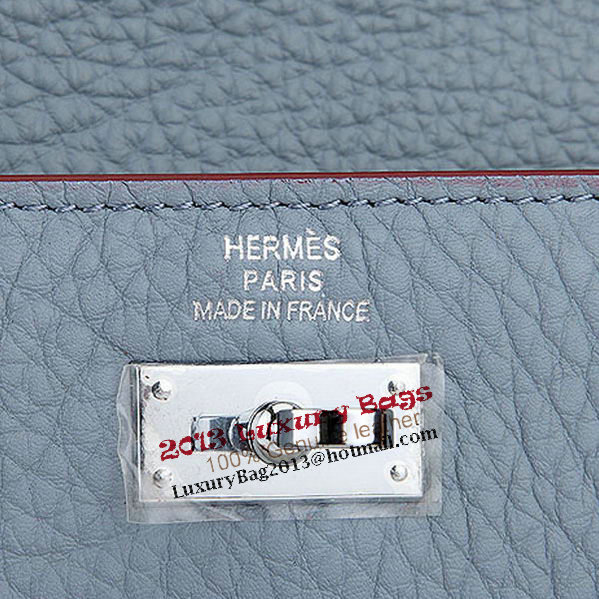 HERMÈS
PARIS
MADE IN FRANCE
2013 Luxury Bags
100% Genuine leather
LuxuryBag2013@hotmail.com